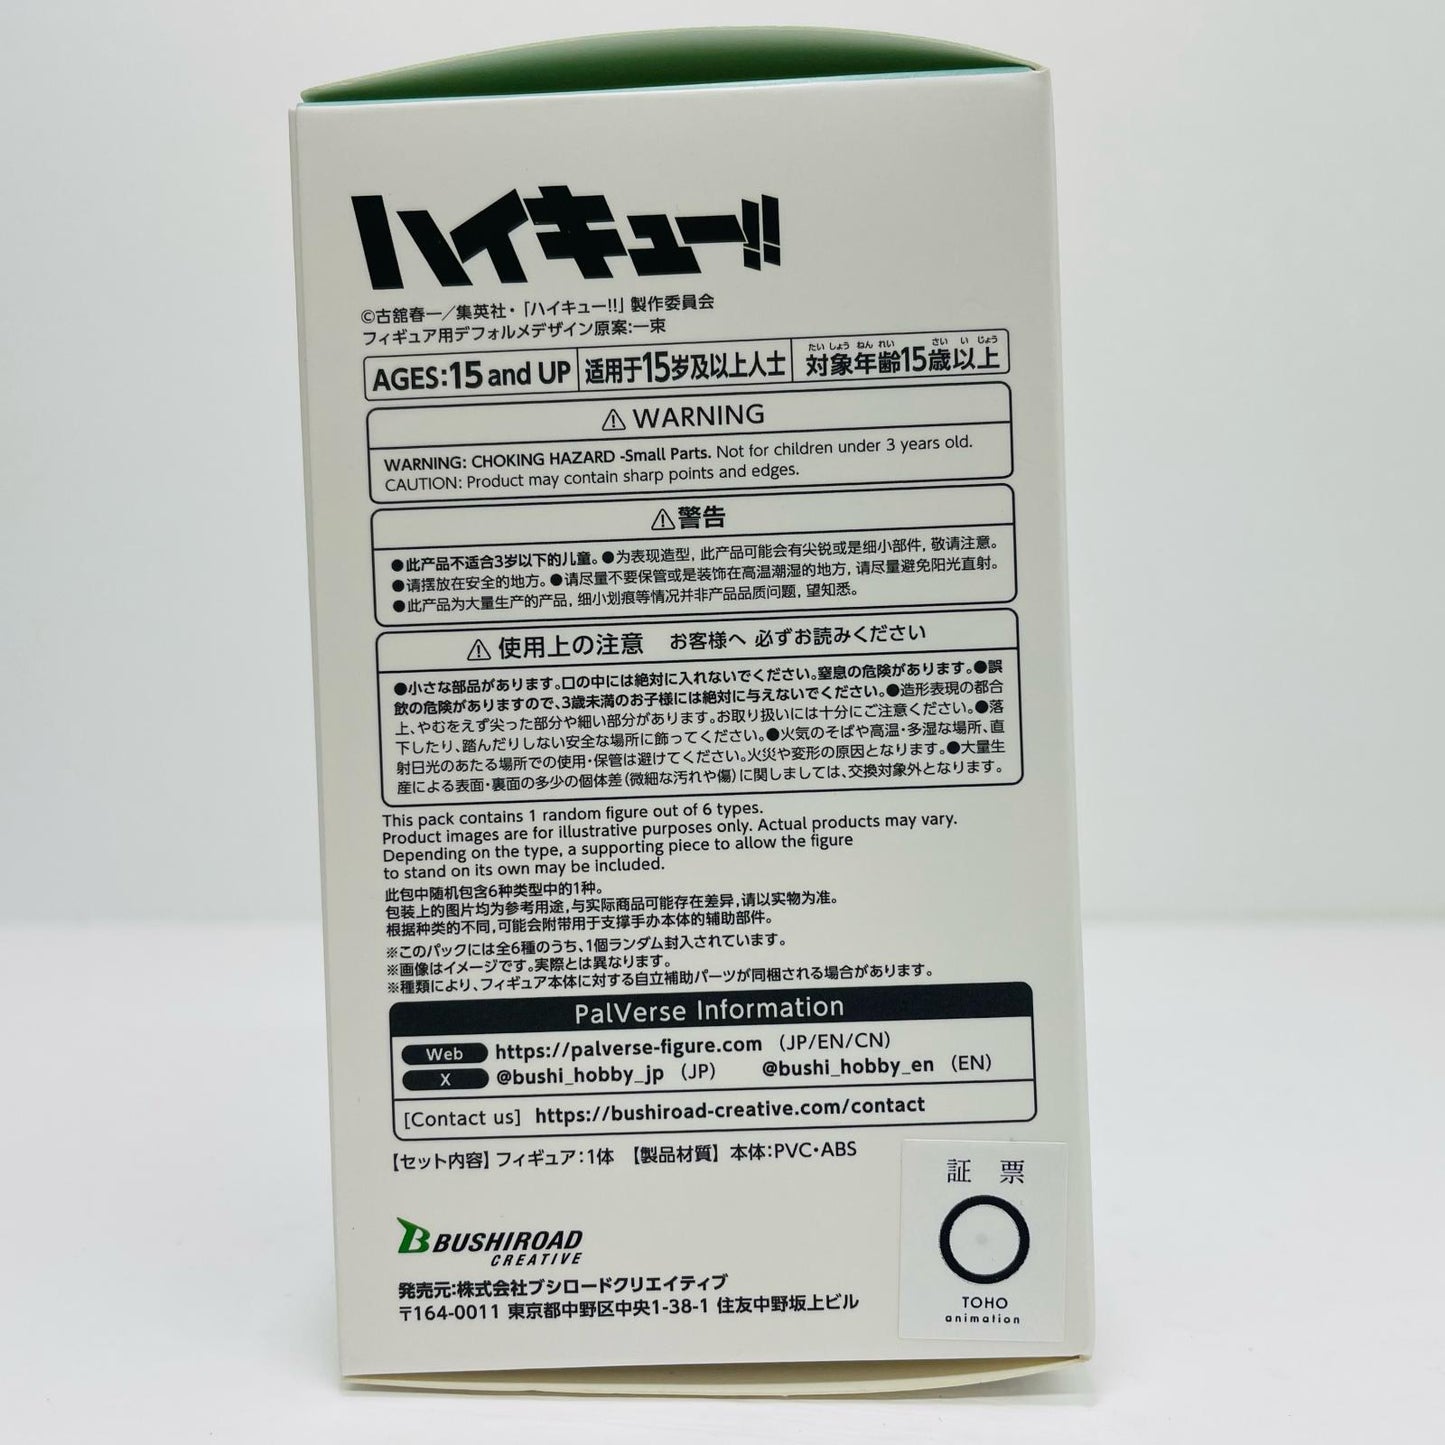 ハイキュー!!
©古舘春一／集英社・「ハイキュー!!」製作委員会
フィギュア用デフォルメデザイン原案:一束
AGES:15 and UP 适用于15岁及以上人士 対象年齢15歳以上
たいしょうねんれい さいいじょう
⚠ WARNING
WARNING: CHOKING HAZARD -Small Parts. Not for children under 3 years old.
CAUTION: Product may contain sharp points and edges.
⚠警告
●此产品不适合3岁以下的儿童。●为表现造型，此产品可能会有尖锐或是细小部件，敬请注意。
●请摆放在安全的地方。●请尽量不要保管或是装饰在高温潮湿的地方，请尽量避免阳光直射。
●此产品为大量生产的产品，细小划痕等情况并非产品品质问题，望知悉。
⚠ 使用上の注意 お客様へ 必ずお読みください
●小さな部品があります。口の中には絶対に入れないでください。窒息の危険があります。●誤
飲の危険がありますので、3歳未満のお子様には絶対に与えないでください。●造形表現の都合
上、やむをえず尖った部分や細い部分があります。お取り扱いには十分にご注意ください。●落
下したり、踏んだりしない安全な場所に飾ってください。●火気のそばや高温・多湿な場所、直
射日光のあたる場所での使用・保管は避けてください。火災や変形の原因となります。●大量生
産による表面・裏面の多少の個体差(微細な汚れや傷)に関しましては、交換対象外となります。
This pack contains 1 random figure out of 6 types.
Product images are for illustrative purposes only. Actual products may vary.
Depending on the type, a supporting piece to allow the figure
to stand on its own may be included.
此包中随机包含6种类型中的1种。
包装上的图片均为参考用途，与实际商品可能存在差异，请以实物为准。
根据种类的不同，可能会附带用于支撑手办本体的辅助部件。
※このパックには全6種のうち、1個ランダム封入されています。
※画像はイメージです。実際とは異なります。
※種類により、フィギュア本体に対する自立補助パーツが同梱される場合があります。
PalVerse Information
Web https://palverse-figure.com (JP/EN/CN)
X @bushi_hobby_jp (JP) @bushi_hobby_en (EN)
[Contact us] https://bushiroad-creative.com/contact
【セット内容】フィギュア:1体 【製品材質】本体:PVC・ABS
証 票
TOHO
animation
BUSHIROAD
CREATIVE
発売元:株式会社ブシロードクリエイティブ
〒164-0011 東京都中野区中央1-38-1 住友中野坂上ビル